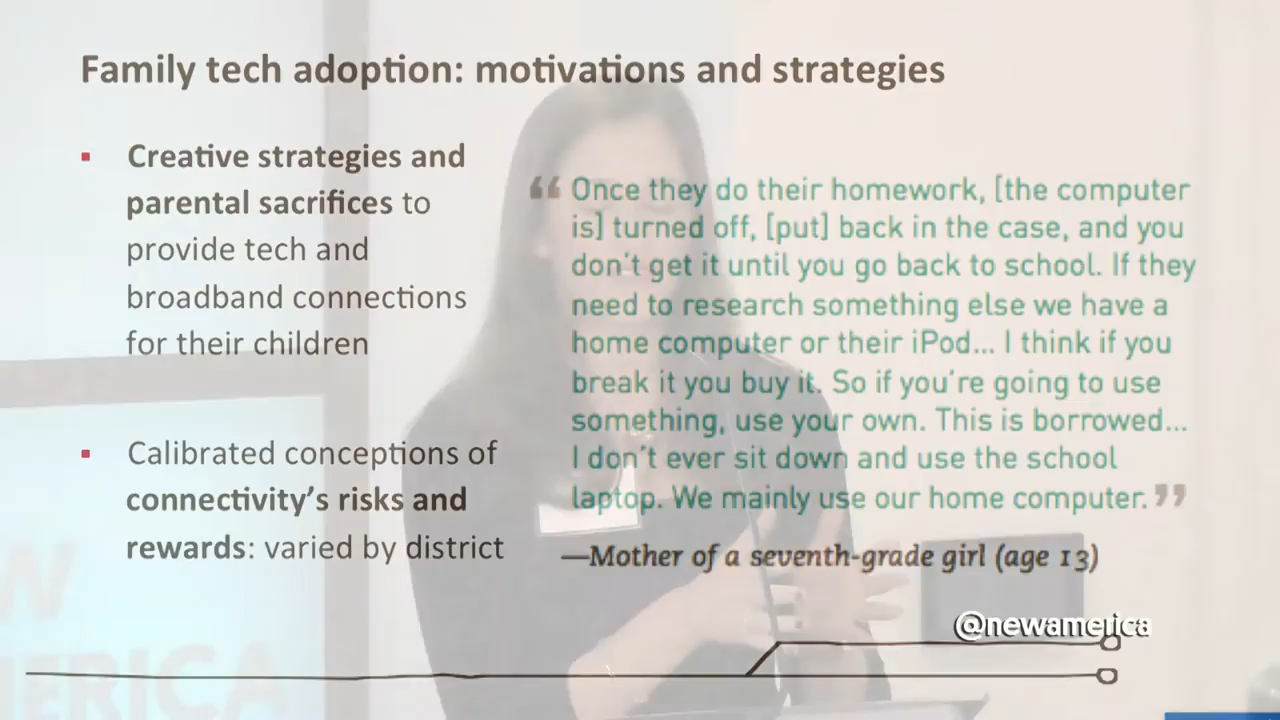 Family tech adoption: motivations and strategies
▪ Creative strategies and
parental sacrifices to
provide tech and
broadband connections
for their children
▪ Calibrated conceptions of
connectivity’s risks and
rewards: varied by district
“ Once they do their homework, [the computer
is] turned off, [put] back in the case, and you
don’t get it until you go back to school. If they
need to research something else we have a
home computer or their iPod... I think if you
break it you buy it. So if you’re going to use
something, use your own. This is borrowed...
I don’t ever sit down and use the school
laptop. We mainly use our home computer. ”
—Mother of a seventh-grade girl (age 13)
@newamerica
W
ERICA